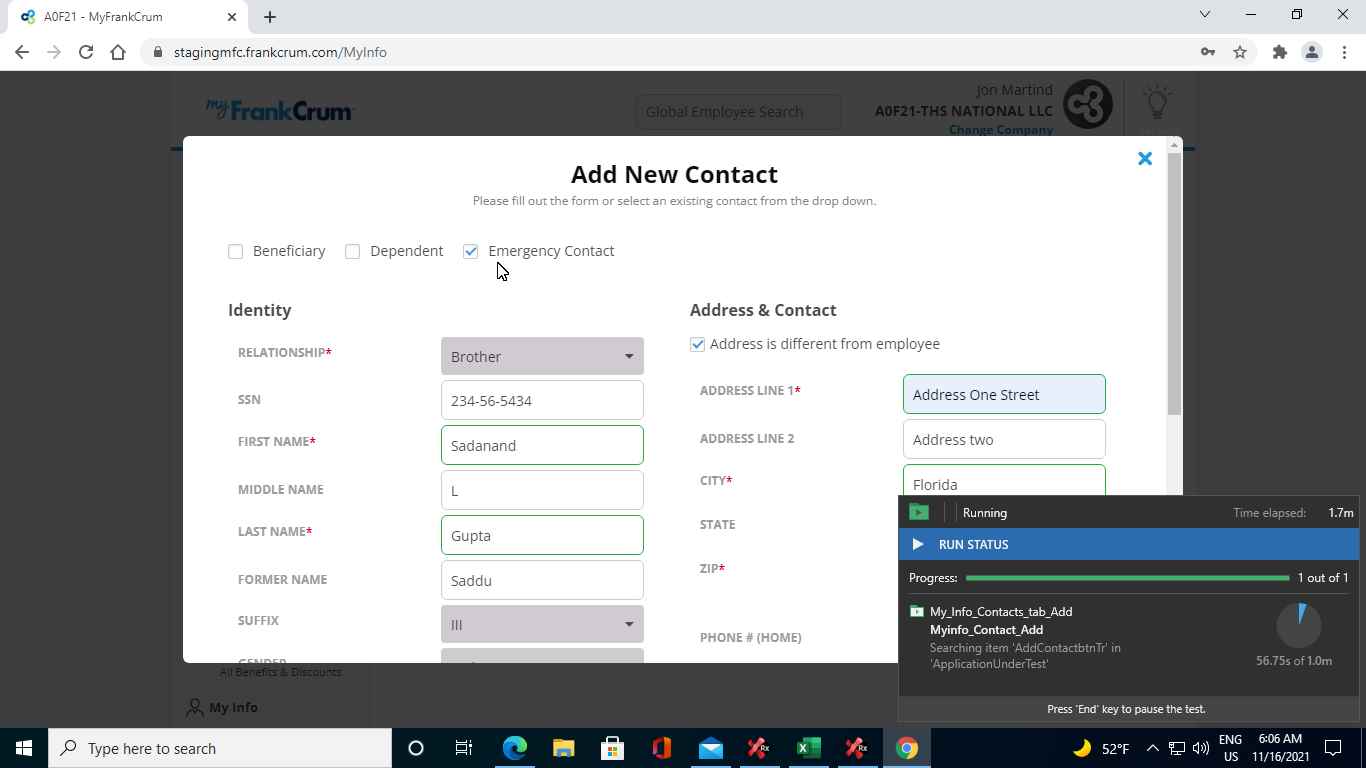 A0F21 - MyFrankCrum
stagingmfc.frankcrum.com/MyInfo
my FrankCrum
Global Employee Search
Jon Martind
A0F21-THS NATIONAL LLC
Change Company
Add New Contact
Please fill out the form or select an existing contact from the drop down.
Beneficiary Dependent Emergency Contact
Identity
RELATIONSHIP* Brother
SSN 234-56-5434
FIRST NAME* Sadanand
MIDDLE NAME L
LAST NAME* Gupta
FORMER NAME Saddu
SUFFIX III
GENDER
Address & Contact
Address is different from employee
ADDRESS LINE 1* Address One Street
ADDRESS LINE 2 Address two
CITY* Florida
STATE
ZIP*
PHONE # (HOME)
Running Time elapsed: 1.7m
RUN STATUS
Progress: 1 out of 1
My_Info_Contacts_tab_Add
Myinfo_Contact_Add
Searching item 'AddContactbtnTr' in
'ApplicationUnderTest'
56.75s of 1.0m
Press 'End' key to pause the test.
All Benefits & Discounts
My Info
Type here to search
52°F
ENG
US
6:06 AM
11/16/2021